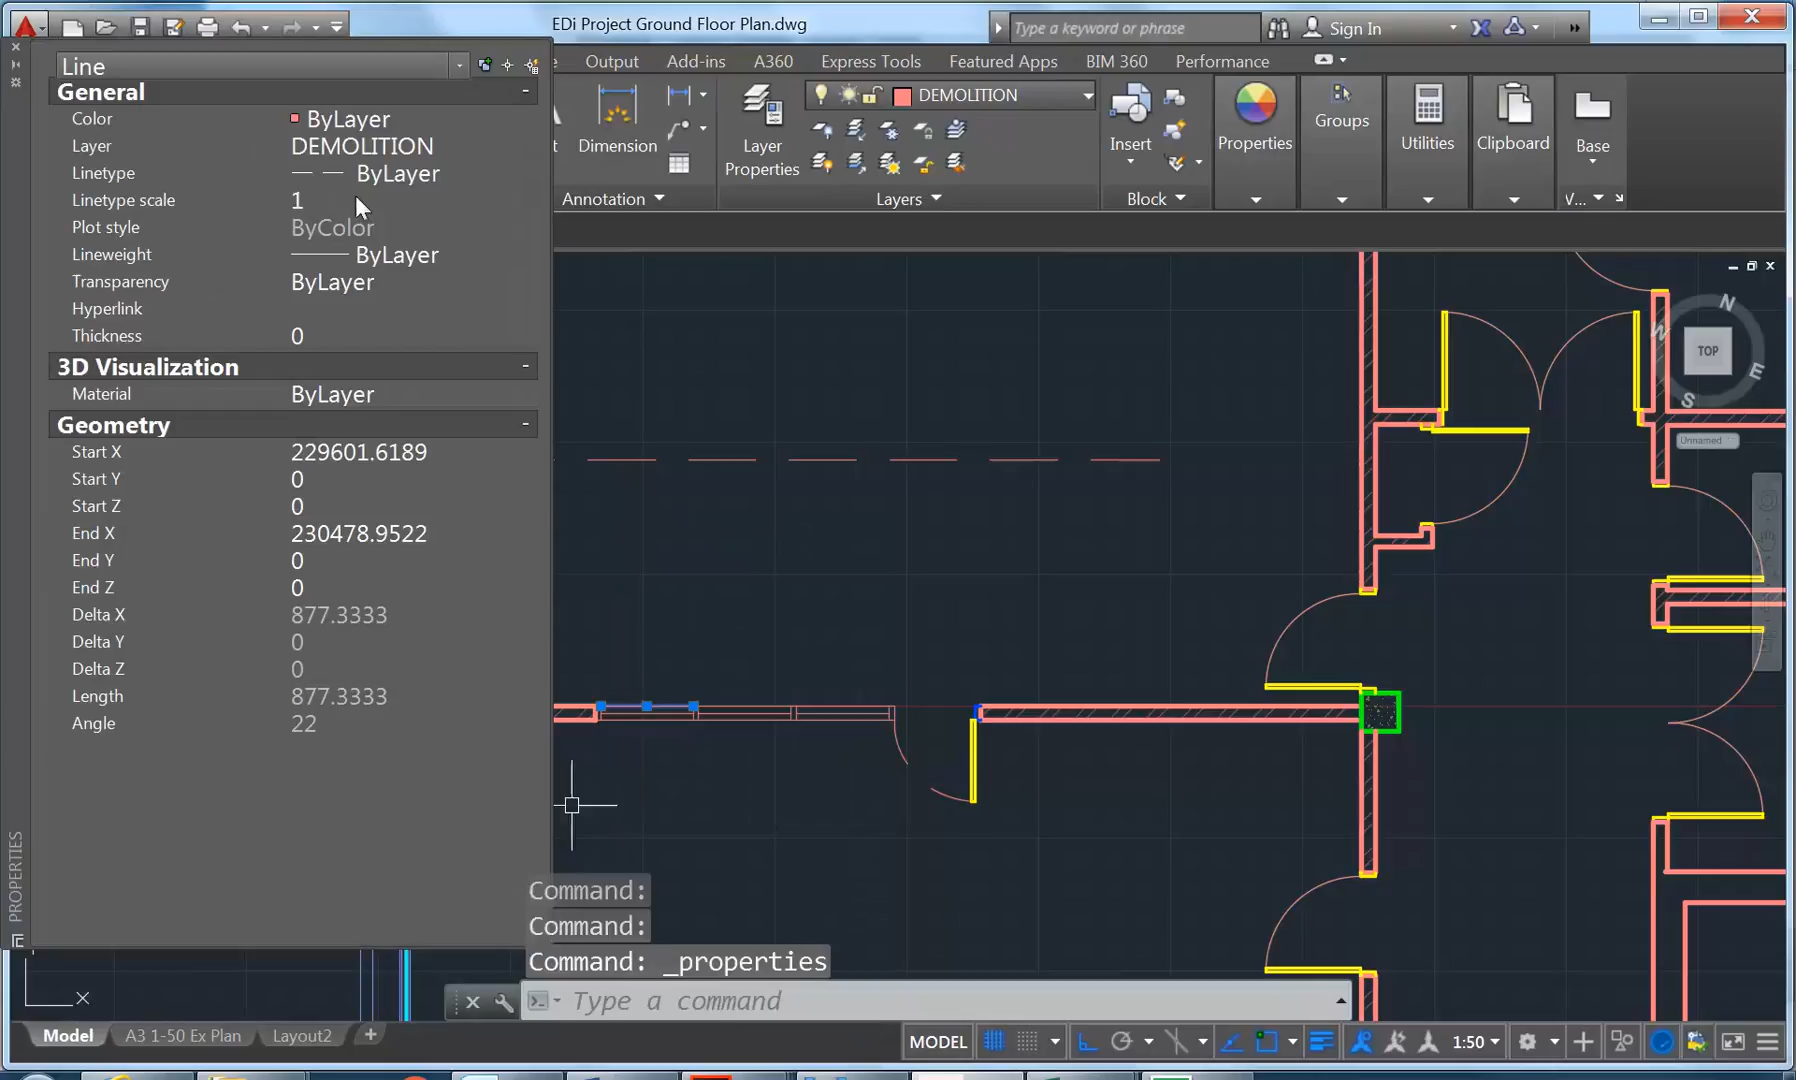 EDi Project Ground Floor Plan.dwg
Type a keyword or phrase
Sign In
Line
Output
Add-ins
A360
Express Tools
Featured Apps
BIM 360
Performance
General
-
Color
ByLayer
Layer
DEMOLITION
Linetype
ByLayer
Linetype scale
1
Plot style
ByColor
Lineweight
ByLayer
Transparency
ByLayer
Hyperlink
Thickness
0
3D Visualization
-
Material
ByLayer
Geometry
-
Start X
229601.6189
Start Y
0
Start Z
0
End X
230478.9522
End Y
0
End Z
0
Delta X
877.3333
Delta Y
0
Delta Z
0
Length
877.3333
Angle
22
PROPERTIES
Dimension
Annotation
Layer
Properties
DEMOLITION
Layers
Insert
Block
Properties
Groups
Utilities
Clipboard
Base
V...
N
W
TOP
E
S
Unnamed
Command:
Command:
Command: _properties
Type a command
X
Model
A3 1-50 Ex Plan
Layout2
+
MODEL
1:50